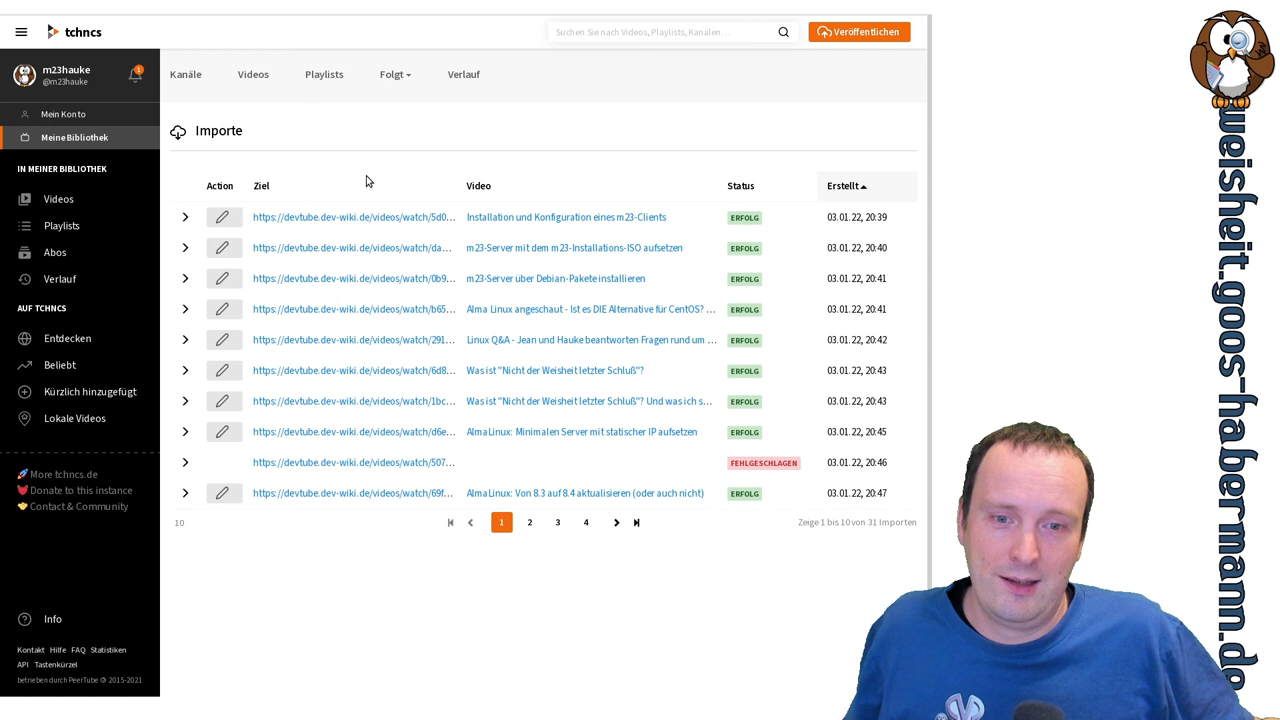 tchncs
Suchen Sie nach Videos, Playlists, Kanälen…
Veröffentlichen
m23hauke
@m23hauke
1
Mein Konto
Meine Bibliothek
IN MEINER BIBLIOTHEK
Videos
Playlists
Abos
Verlauf
AUF TCHNCS
Entdecken
Beliebt
Kürzlich hinzugefügt
Lokale Videos
More tchncs.de
Donate to this instance
Contact & Community
Info
Kontakt Hilfe FAQ Statistiken
API Tastenkürzel
betrieben durch PeerTube © 2015-2021
Kanäle Videos Playlists Folgt Verlauf
Importe
Action Ziel Video Status Erstellt
https://devtube.dev-wiki.de/videos/watch/5d0… Installation und Konfiguration eines m23-Clients ERFOLG 03.01.22, 20:39
https://devtube.dev-wiki.de/videos/watch/da… m23-Server mit dem m23-Installations-ISO aufsetzen ERFOLG 03.01.22, 20:40
https://devtube.dev-wiki.de/videos/watch/0b9… m23-Server über Debian-Pakete installieren ERFOLG 03.01.22, 20:41
https://devtube.dev-wiki.de/videos/watch/b65… Alma Linux angeschaut - Ist es DIE Alternative für CentOS? … ERFOLG 03.01.22, 20:41
https://devtube.dev-wiki.de/videos/watch/291… Linux Q&A - Jean und Hauke beantworten Fragen rund um … ERFOLG 03.01.22, 20:42
https://devtube.dev-wiki.de/videos/watch/6d8… Was ist "Nicht der Weisheit letzter Schluß"? ERFOLG 03.01.22, 20:43
https://devtube.dev-wiki.de/videos/watch/1bc… Was ist "Nicht der Weisheit letzter Schluß"? Und was ich s… ERFOLG 03.01.22, 20:43
https://devtube.dev-wiki.de/videos/watch/d6e… AlmaLinux: Minimalen Server mit statischer IP aufsetzen ERFOLG 03.01.22, 20:45
https://devtube.dev-wiki.de/videos/watch/507… FEHLGESCHLAGEN 03.01.22, 20:46
https://devtube.dev-wiki.de/videos/watch/69f… AlmaLinux: Von 8.3 auf 8.4 aktualisieren (oder auch nicht) ERFOLG 03.01.22, 20:47
10 1 2 3 4 Zeige 1 bis 10 von 31 Importen
weisheit.goos-habermann.de